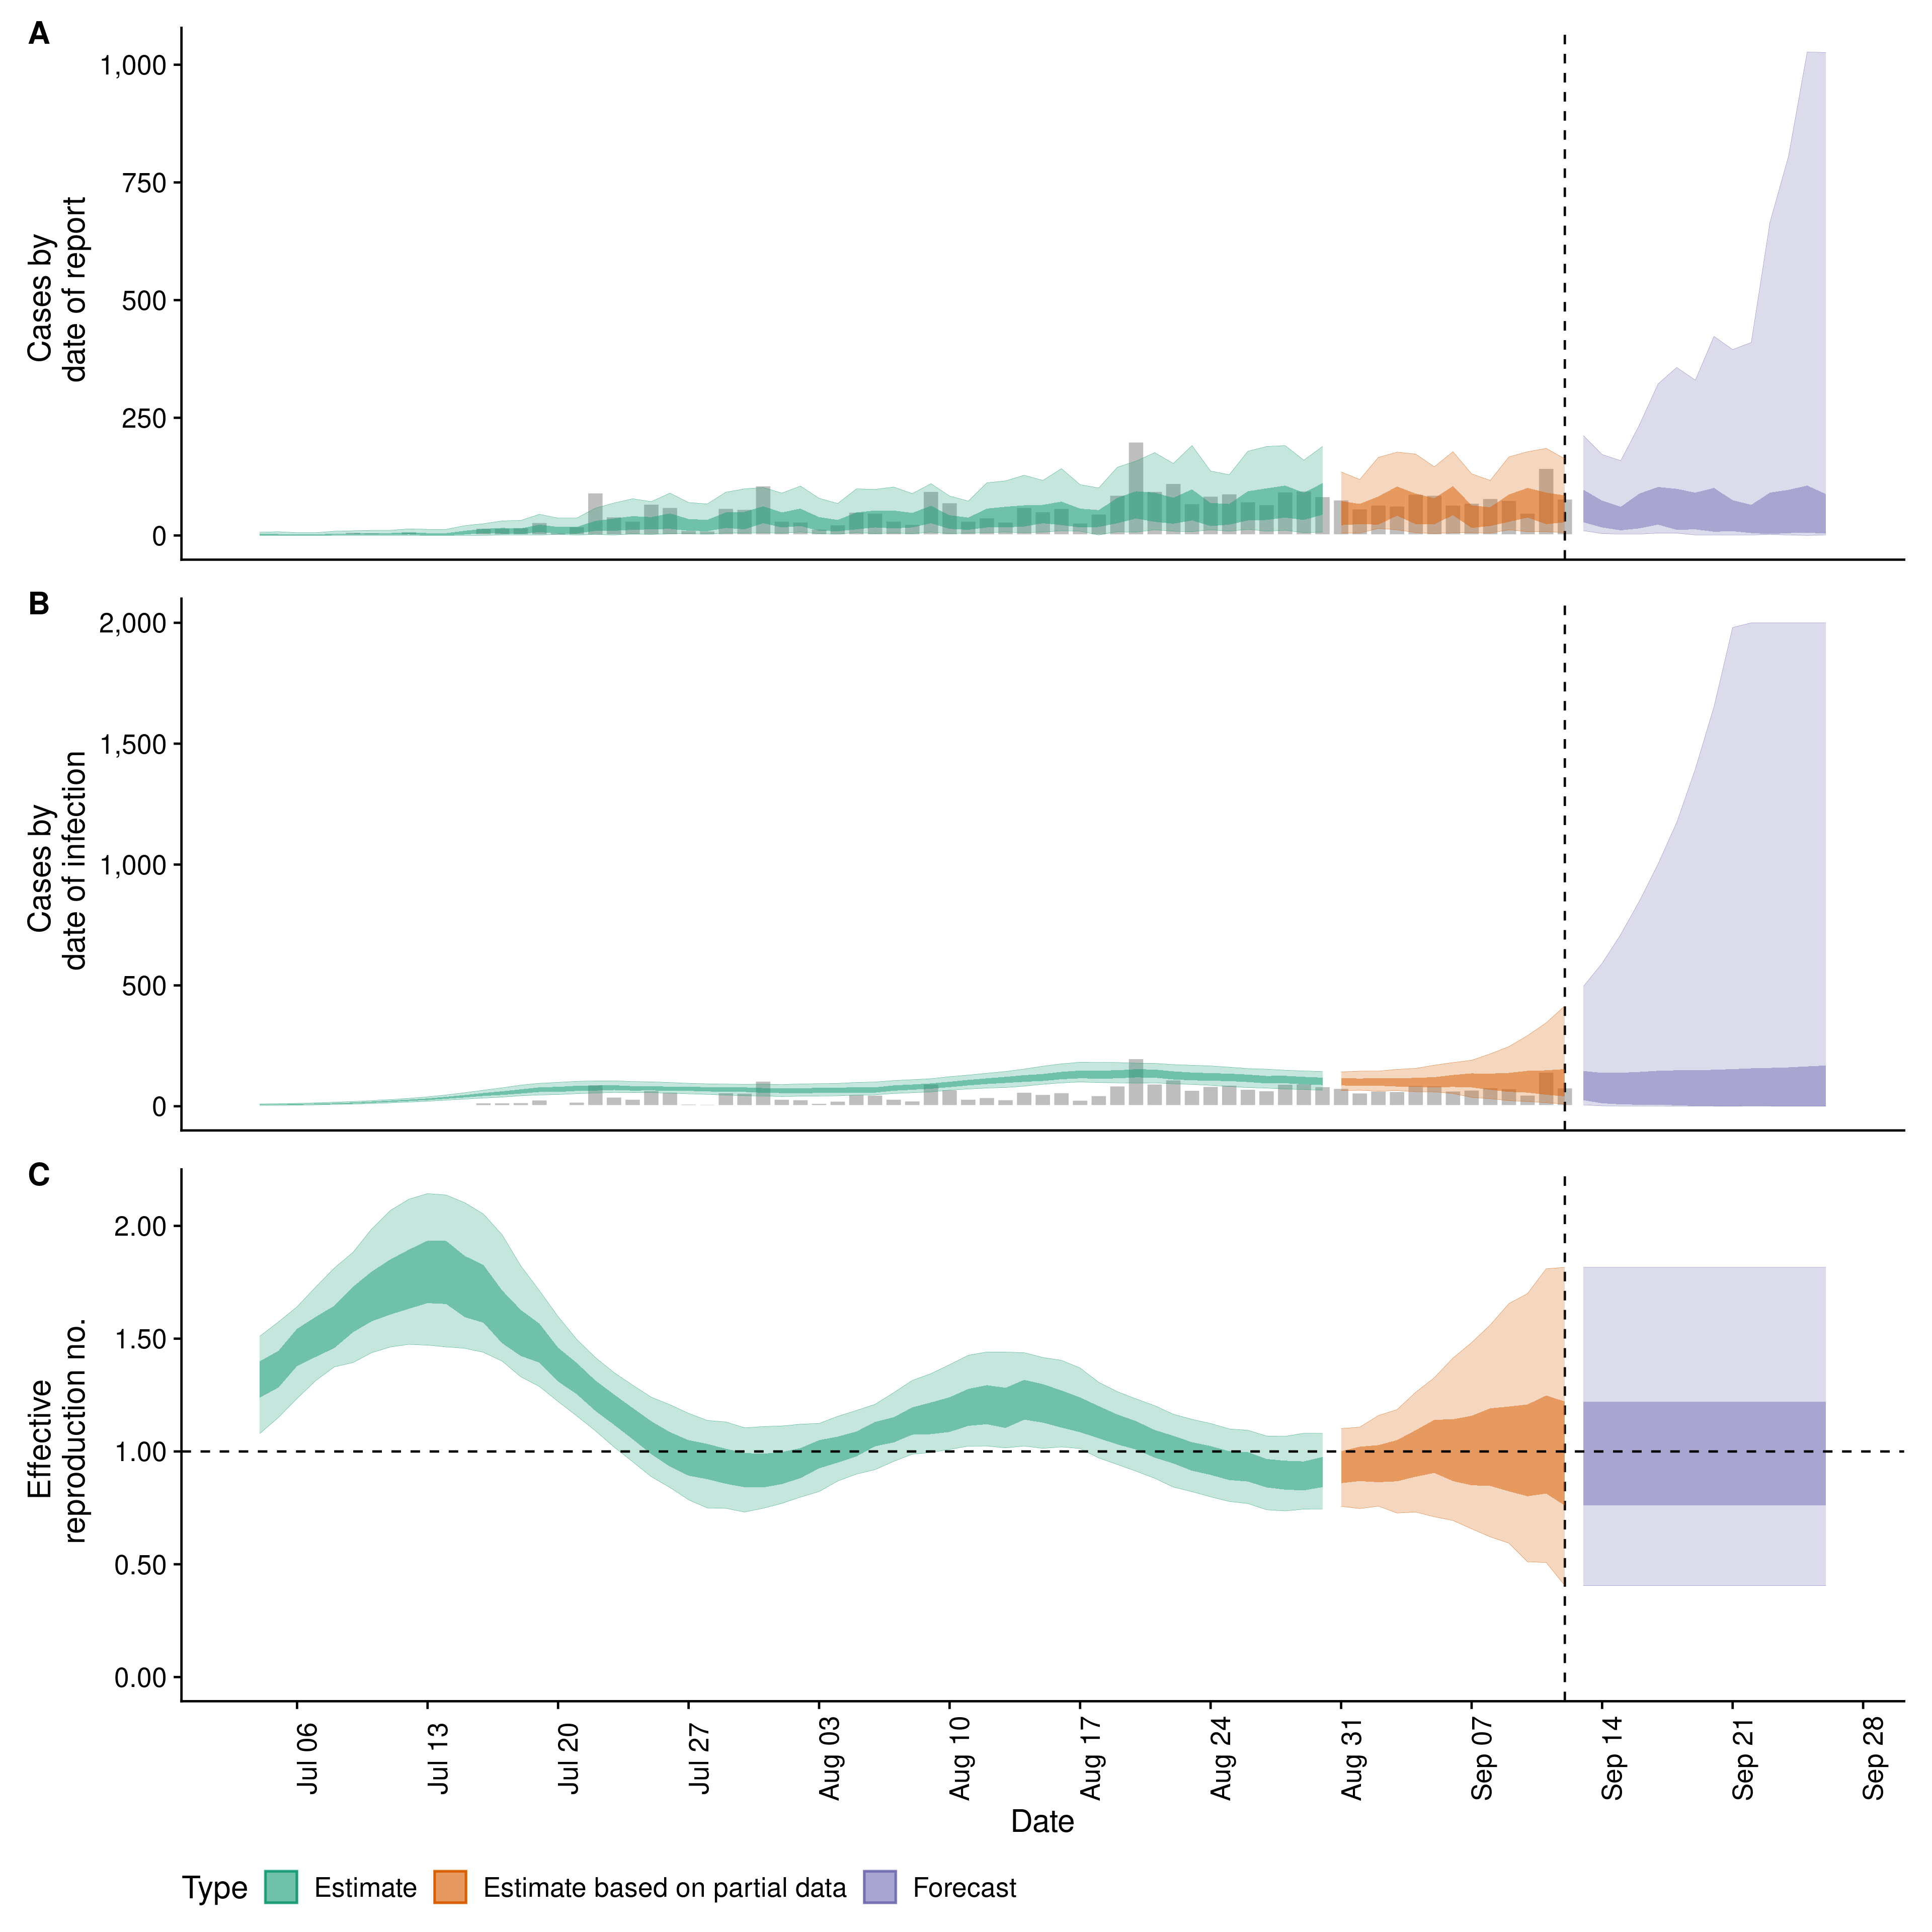 A
1,000
750
500
250
0
Cases by
date of report
B
2,000
1,500
1,000
500
0
Cases by
date of infection
C
2.00
1.50
1.00
0.50
0.00
Effective
reproduction no.
Jul 06
Jul 13
Jul 20
Jul 27
Aug 03
Aug 10
Aug 17
Aug 24
Aug 31
Sep 07
Sep 14
Sep 21
Sep 28
Date
Type Estimate Estimate based on partial data Forecast